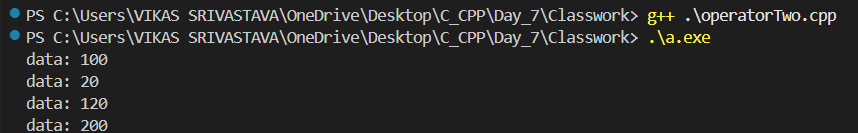 PS C:\Users\VIKAS SRIVASTAVA\OneDrive\Desktop\C_CPP\Day_7\Classwork> g++ .\operatorTwo.cpp
PS C:\Users\VIKAS SRIVASTAVA\OneDrive\Desktop\C_CPP\Day_7\Classwork> .\a.exe
data: 100
data: 20
data: 120
data: 200